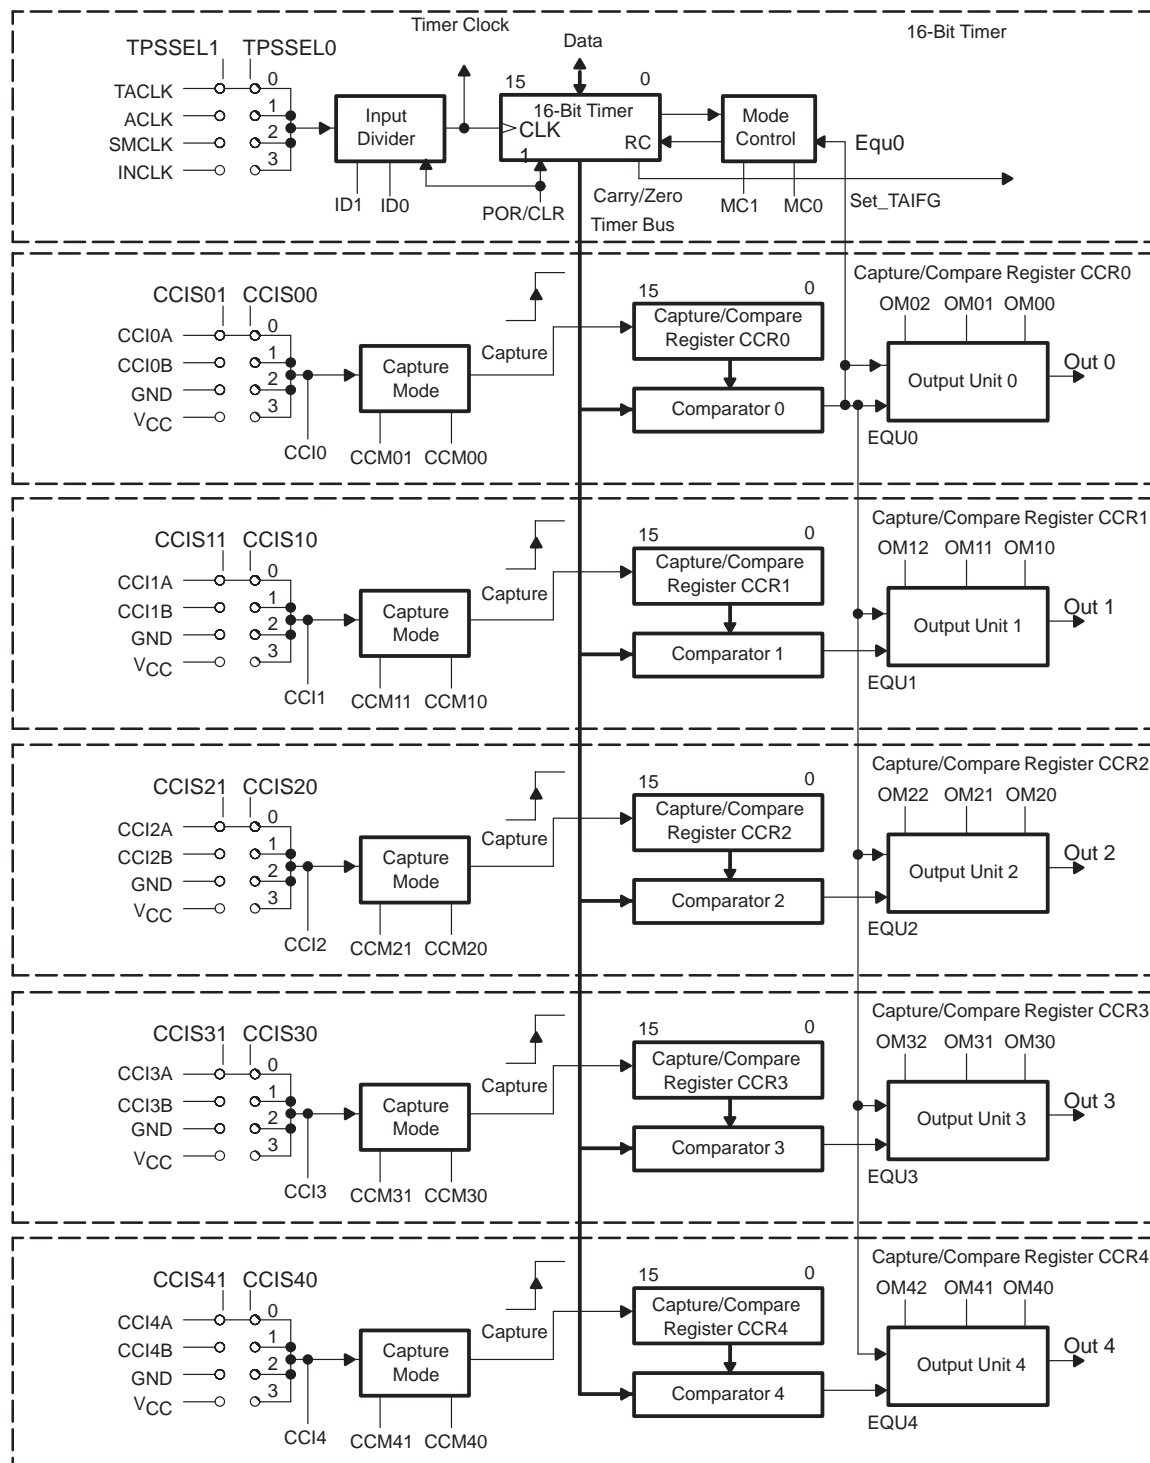 Timer Clock
16-Bit Timer
Data
TPSSEL1 TPSSEL0
15 0
0
TACLK
1
ACLK
2
SMCLK
3
INCLK
Input
Divider
16-Bit Timer
CLK
RC
1
Mode
Control
Equ0
ID1 ID0
POR/CLR
Carry/Zero
MC1 MC0
Set_TAIFG
Timer Bus
Capture/Compare Register CCR0
CCIS01 CCIS00
15 0
OM02 OM01 OM00
0
CCI0A
1
CCI0B
2
GND
3
VCC
Capture
Mode
Capture
Capture/Compare
Register CCR0
Comparator 0
Output Unit 0
Out 0
EQU0
CCI0
CCM01 CCM00
Capture/Compare Register CCR1
CCIS11 CCIS10
15 0
OM12 OM11 OM10
0
CCI1A
1
CCI1B
2
GND
3
VCC
Capture
Mode
Capture
Capture/Compare
Register CCR1
Comparator 1
Output Unit 1
Out 1
EQU1
CCI1
CCM11 CCM10
Capture/Compare Register CCR2
CCIS21 CCIS20
15 0
OM22 OM21 OM20
0
CCI2A
1
CCI2B
2
GND
3
VCC
Capture
Mode
Capture
Capture/Compare
Register CCR2
Comparator 2
Output Unit 2
Out 2
EQU2
CCI2
CCM21 CCM20
Capture/Compare Register CCR3
CCIS31 CCIS30
15 0
OM32 OM31 OM30
0
CCI3A
1
CCI3B
2
GND
3
VCC
Capture
Mode
Capture
Capture/Compare
Register CCR3
Comparator 3
Output Unit 3
Out 3
EQU3
CCI3
CCM31 CCM30
Capture/Compare Register CCR4
CCIS41 CCIS40
15 0
OM42 OM41 OM40
0
CCI4A
1
CCI4B
2
GND
3
VCC
Capture
Mode
Capture
Capture/Compare
Register CCR4
Comparator 4
Output Unit 4
Out 4
EQU4
CCI4
CCM41 CCM40